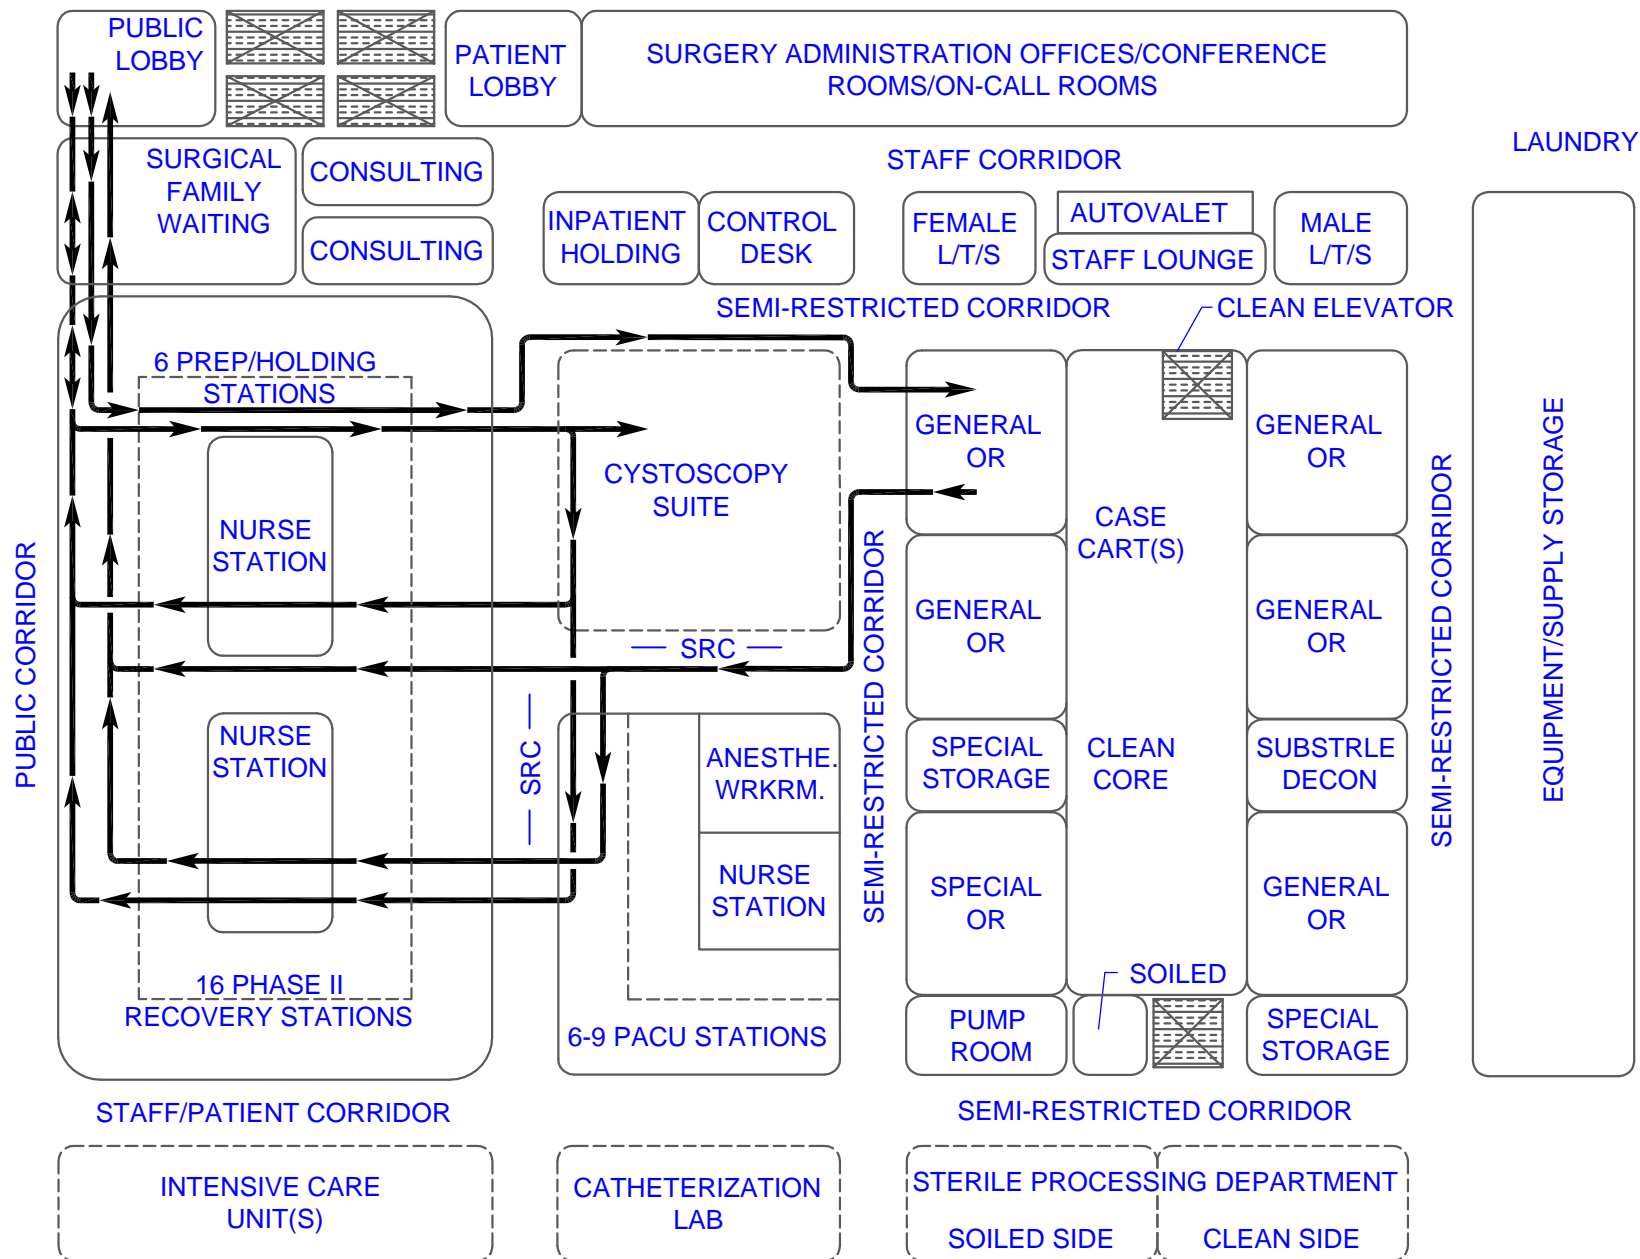 PUBLIC
LOBBY
PATIENT
LOBBY
SURGERY ADMINISTRATION OFFICES/CONFERENCE
ROOMS/ON-CALL ROOMS
LAUNDRY
SURGICAL
FAMILY
WAITING
CONSULTING
CONSULTING
STAFF CORRIDOR
INPATIENT
HOLDING
CONTROL
DESK
FEMALE
L/T/S
AUTOVALET
STAFF LOUNGE
MALE
L/T/S
SEMI-RESTRICTED CORRIDOR
CLEAN ELEVATOR
6 PREP/HOLDING
STATIONS
NURSE
STATION
NURSE
STATION
16 PHASE II
RECOVERY STATIONS
PUBLIC CORRIDOR
CYSTOSCOPY
SUITE
SRC
SRC
ANESTHE.
WRKRM.
NURSE
STATION
6-9 PACU STATIONS
SEMI-RESTRICTED CORRIDOR
GENERAL
OR
GENERAL
OR
SPECIAL
STORAGE
SPECIAL
OR
PUMP
ROOM
CASE
CART(S)
CLEAN
CORE
SOILED
GENERAL
OR
GENERAL
OR
SUBSTRLE
DECON
GENERAL
OR
SPECIAL
STORAGE
SEMI-RESTRICTED CORRIDOR
EQUIPMENT/SUPPLY STORAGE
STAFF/PATIENT CORRIDOR
SEMI-RESTRICTED CORRIDOR
INTENSIVE CARE
UNIT(S)
CATHETERIZATION
LAB
STERILE PROCESSING DEPARTMENT
SOILED SIDE
CLEAN SIDE